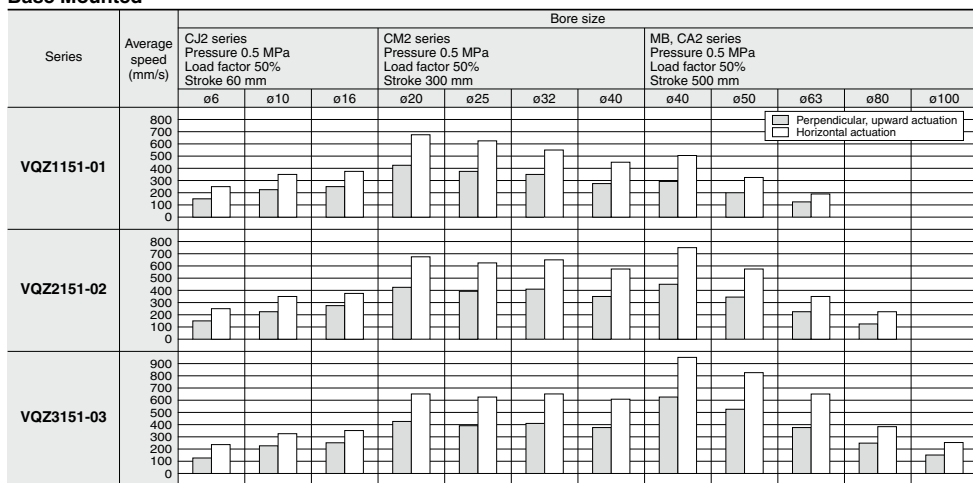 Base Mounted
Bore size
Series
Average
speed
(mm/s)
CJ2 series
Pressure 0.5 MPa
Load factor 50%
Stroke 60 mm
CM2 series
Pressure 0.5 MPa
Load factor 50%
Stroke 300 mm
MB, CA2 series
Pressure 0.5 MPa
Load factor 50%
Stroke 500 mm
ø6 ø10 ø16 ø20 ø25 ø32 ø40 ø40 ø50 ø63 ø80 ø100
Perpendicular, upward actuation
Horizontal actuation
VQZ1151-01
800
700
600
500
400
300
200
100
0
VQZ2151-02
800
700
600
500
400
300
200
100
0
VQZ3151-03
900
800
700
600
500
400
300
200
100
0